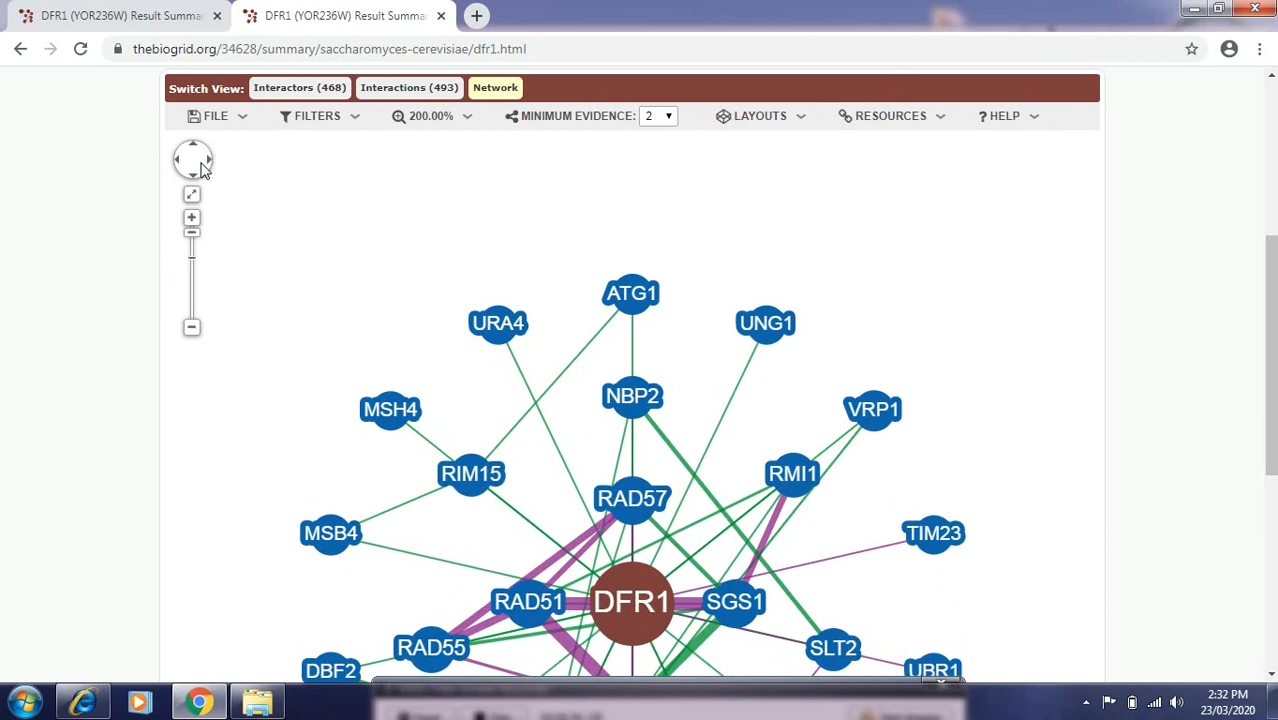 DFR1 (YOR236W) Result Summa
DFR1 (YOR236W) Result Summa
thebiogrid.org/34628/summary/saccharomyces-cerevisiae/dfr1.html
Switch View: Interactors (468) Interactions (493) Network
FILE FILTERS 200.00% MINIMUM EVIDENCE: 2 LAYOUTS RESOURCES ? HELP
ATG1
URA4 UNG1
NBP2
MSH4 VRP1
RIM15 RMI1
RAD57
MSB4 TIM23
RAD51 DFR1 SGS1
RAD55 SLT2
DBF2 UBR1
2:32 PM
23/03/2020